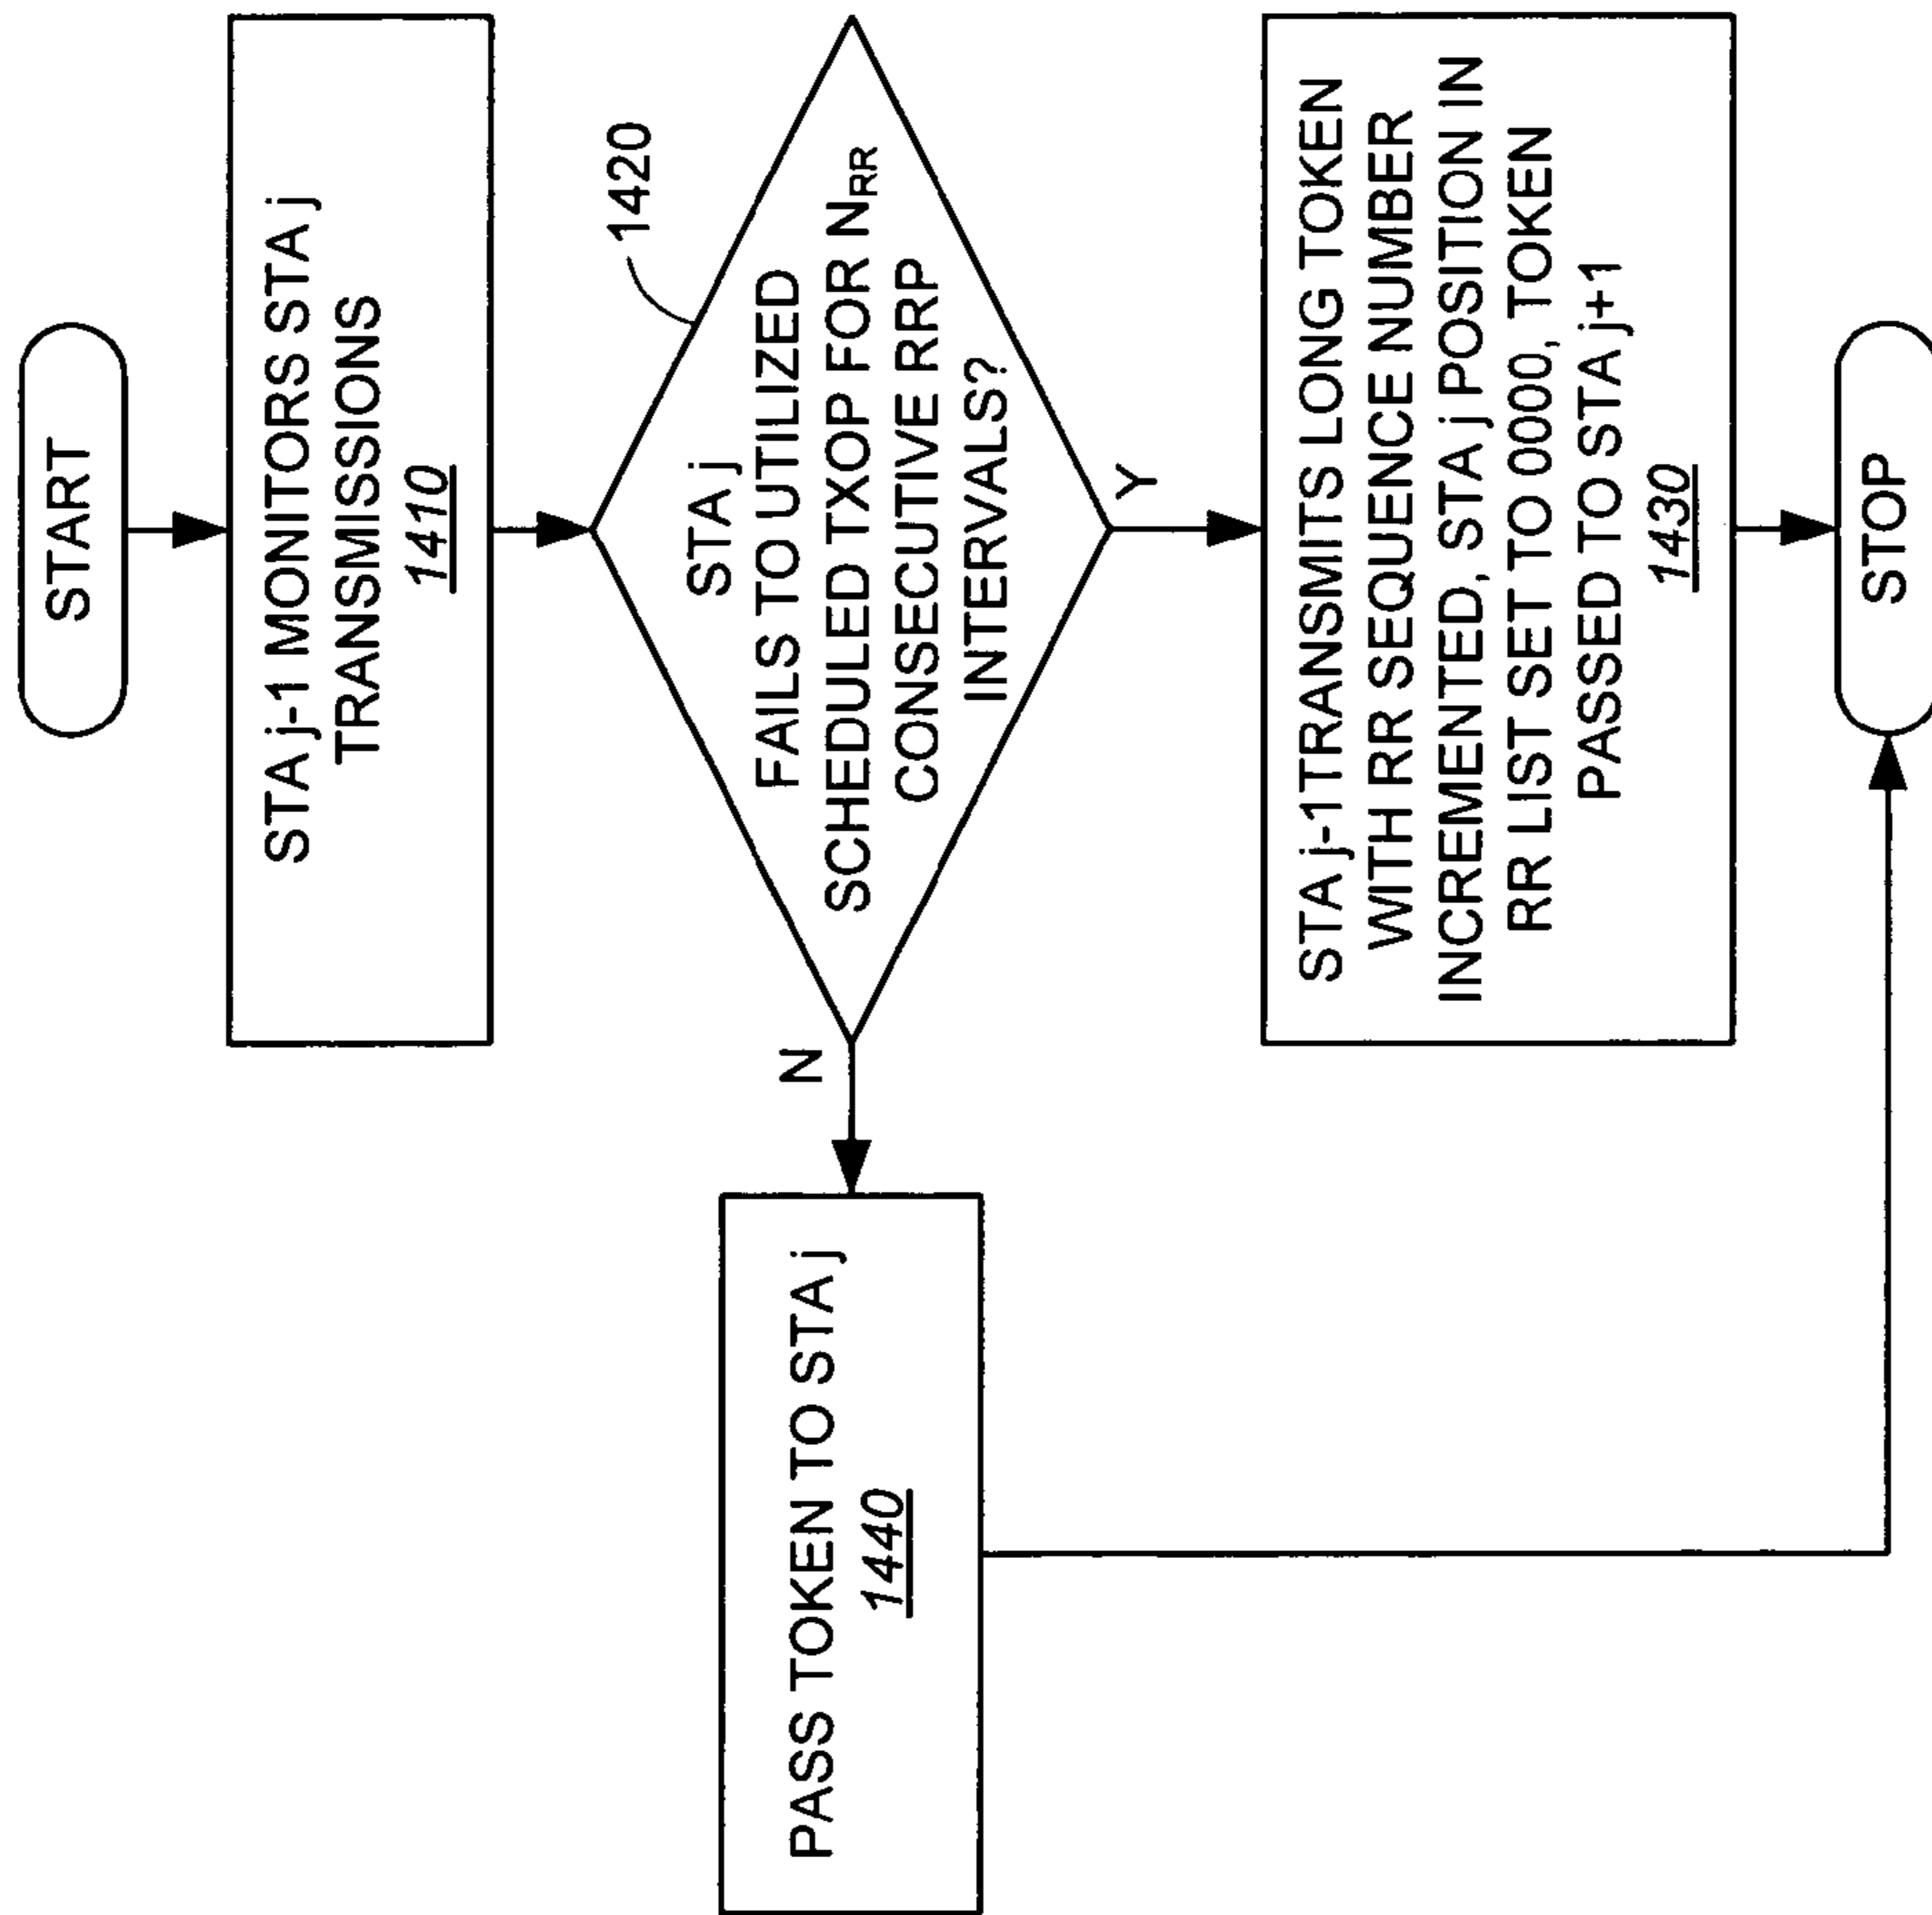 START
STA j-1 MONITORS STA j
TRANSMISSIONS
1410
1420
STA j
FAILS TO UTILIZED
SCHEDULED TXOP FOR NRR
CONSECUTIVE RRP
INTERVALS?
N
Y
PASS TOKEN TO STA j
1440
STA j-1TRANSMITS LONG TOKEN
WITH RR SEQUENCE NUMBER
INCREMENTED, STA j POSITION IN
RR LIST SET TO 0000, TOKEN
PASSED TO STA j+1
1430
STOP